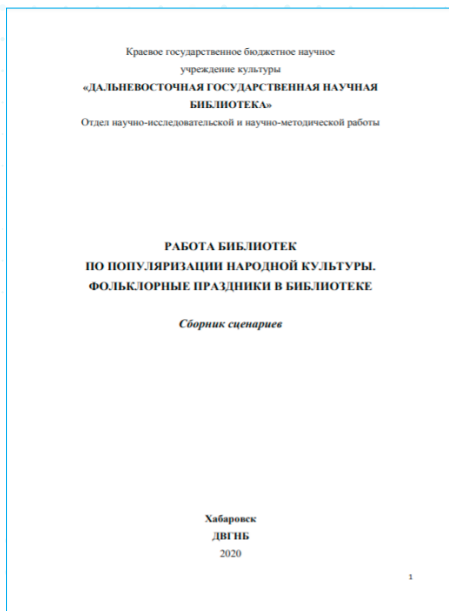 Краевое государственное бюджетное научное
учреждение культуры
«ДАЛЬНЕВОСТОЧНАЯ ГОСУДАРСТВЕННАЯ НАУЧНАЯ
БИБЛИОТЕКА»
Отдел научно-исследовательской и научно-методической работы
РАБОТА БИБЛИОТЕК
ПО ПОПУЛЯРИЗАЦИИ НАРОДНОЙ КУЛЬТУРЫ.
ФОЛЬКЛОРНЫЕ ПРАЗДНИКИ В БИБЛИОТЕКЕ
Сборник сценариев
Хабаровск
ДВГНБ
2020
1